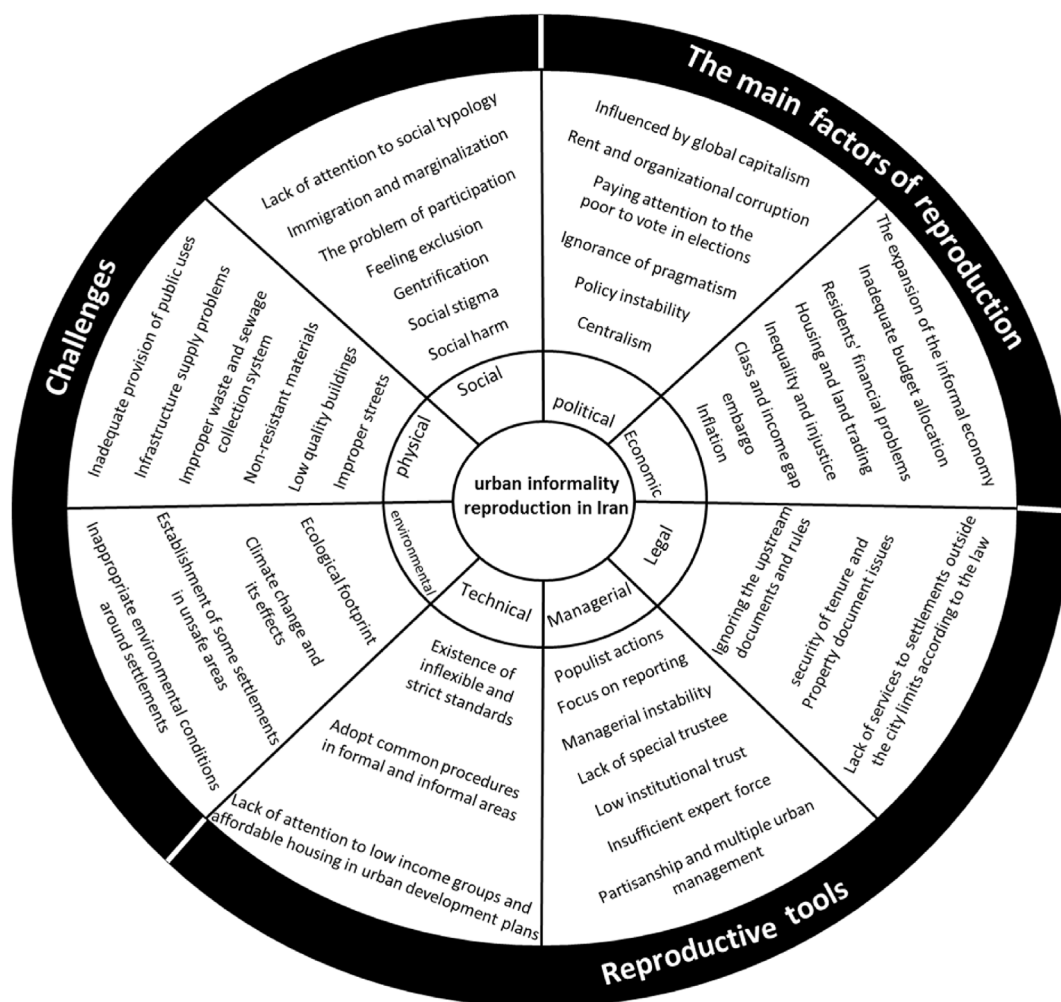 The main factors of reproduction
Influenced by global capitalism
Rent and organizational corruption
Paying attention to the
poor to vote in elections
Ignorance of pragmatism
Policy instability
Centralism
political
The expansion of the informal economy
Inadequate budget allocation
Residents' financial problems
Housing and land trading
Inequality and injustice
Class and income gap
embargo
Inflation
Economic
Reproductive tools
Ignoring the upstream
documents and rules
security of tenure and
Property document issues
Lack of services to settlements outside
the city limits according to the law
Legal
Managerial
Populist actions
Focus on reporting
Managerial instability
Lack of special trustee
Low institutional trust
Insufficient expert force
Partisanship and multiple urban
management
Technical
Existence of
inflexible and
strict standards
Adopt common procedures
in formal and informal areas
Lack of attention to low income groups and
affordable housing in urban development plans
Challenges
environmental
Ecological footprint
Climate change and
its effects
Establishment of some settlements
in unsafe areas
Inappropriate environmental conditions
around settlements
physical
Inadequate provision of public uses
Infrastructure supply problems
Improper waste and sewage
collection system
Non-resistant materials
Low quality buildings
Improper streets
Social
Lack of attention to social typology
Immigration and marginalization
The problem of participation
Feeling exclusion
Gentrification
Social stigma
Social harm
urban informality
reproduction in Iran